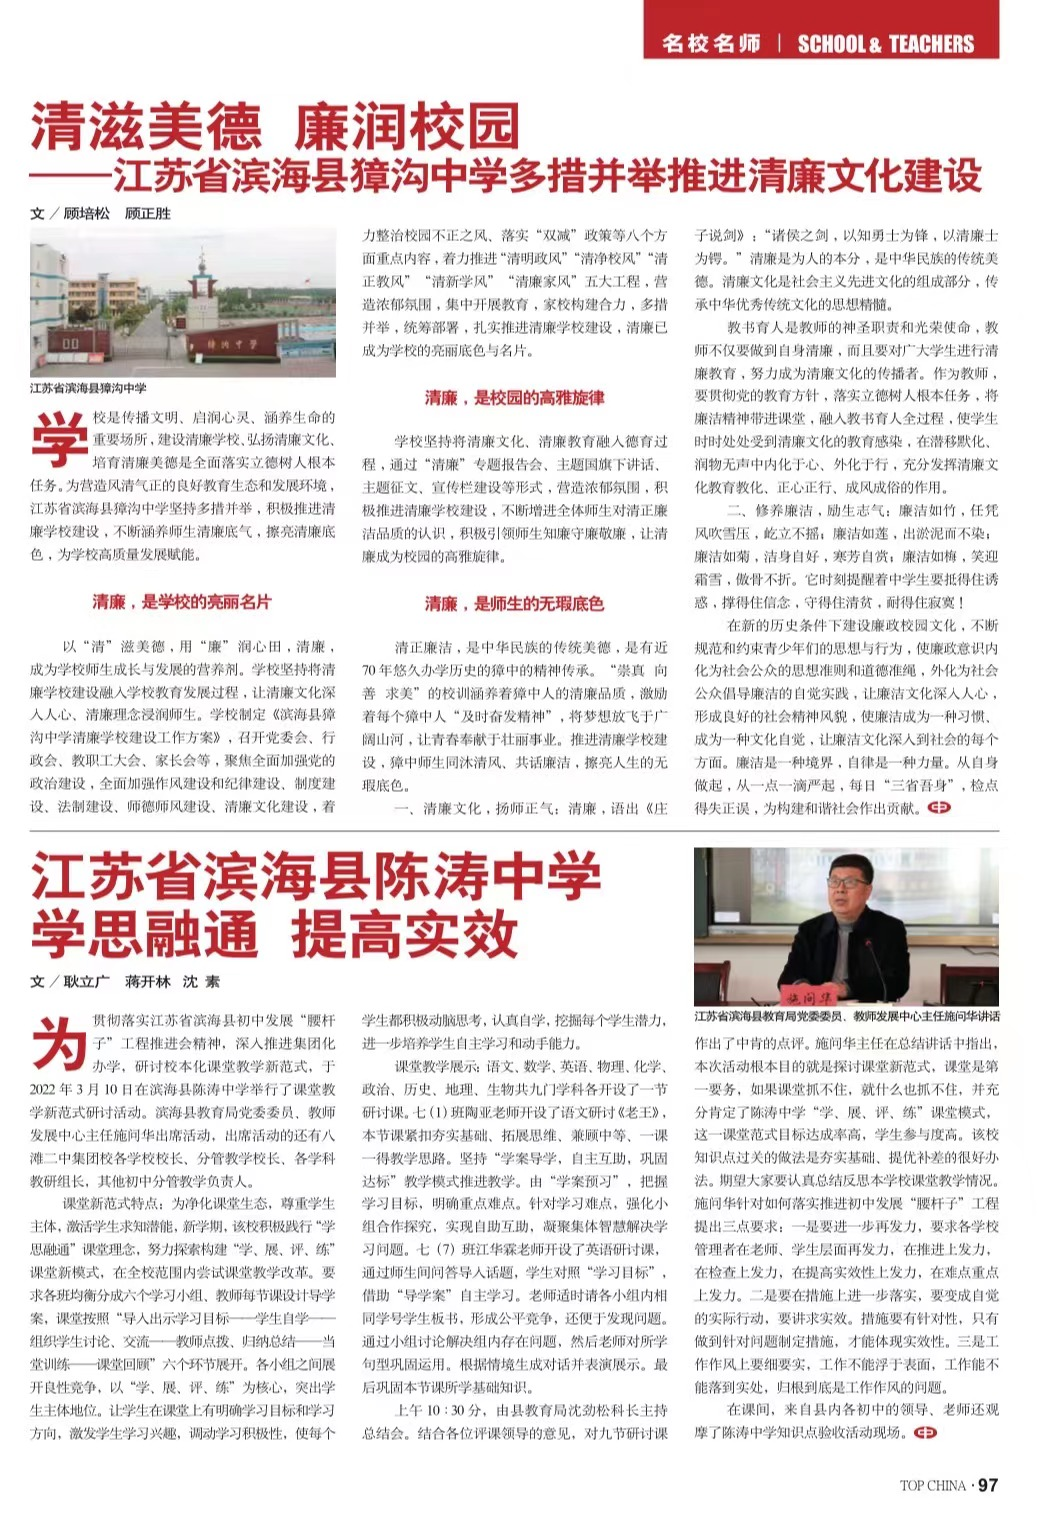 名校名师 | SCHOOL & TEACHERS
清滋美德 廉润校园
——江苏省滨海县獐沟中学多措并举推进清廉文化建设
文／顾培松 顾正胜
獐沟中学
江苏省滨海县獐沟中学
学校是传播文明、启润心灵、涵养生命的
重要场所，建设清廉学校、弘扬清廉文化、
培育清廉美德是全面落实立德树人根本
任务。为营造风清气正的良好教育生态和发展环境，
江苏省滨海县獐沟中学坚持多措并举，积极推进清
廉学校建设，不断涵养师生清廉底气，擦亮清廉底
色，为学校高质量发展赋能。
清廉，是学校的亮丽名片
以“清”滋美德，用“廉”润心田，清廉，
成为学校师生成长与发展的营养剂。学校坚持将清
廉学校建设融入学校教育发展过程，让清廉文化深
入人心、清廉理念浸润师生。学校制定《滨海县獐
沟中学清廉学校建设工作方案》，召开党委会、行
政会、教职工大会、家长会等，聚焦全面加强党的
政治建设，全面加强作风建设和纪律建设、制度建
设、法制建设、师德师风建设、清廉文化建设，着
力整治校园不正之风、落实“双减”政策等八个方
面重点内容，着力推进“清明政风”“清净校风”“清
正教风” “清新学风” “清廉家风”五大工程，营
造浓郁氛围，集中开展教育，家校构建合力，多措
并举，统筹部署，扎实推进清廉学校建设，清廉已
成为学校的亮丽底色与名片。
清廉，是校园的高雅旋律
学校坚持将清廉文化、清廉教育融入德育过
程，通过“清廉”专题报告会、主题国旗下讲话、
主题征文、宣传栏建设等形式，营造浓郁氛围，积
极推进清廉学校建设，不断增进全体师生对清正廉
洁品质的认识，积极引领师生知廉守廉敬廉，让清
廉成为校园的高雅旋律。
清廉，是师生的无瑕底色
清正廉洁，是中华民族的传统美德，是有近
70年悠久办学历史的獐中的精神传承。“崇真 向
善 求美”的校训涵养着獐中人的清廉品质，激励
着每个獐中人“及时奋发精神”，将梦想放飞于广
阔山河，让青春奉献于壮丽事业。推进清廉学校建
设，獐中师生同沐清风、共话廉洁，擦亮人生的无
瑕底色。
一、清廉文化，扬师正气：清廉，语出《庄
子说剑》：“诸侯之剑，以知勇士为锋，以清廉士
为锷。”清廉是为人的本分，是中华民族的传统美
德。清廉文化是社会主义先进文化的组成部分，传
承中华优秀传统文化的思想精髓。
教书育人是教师的神圣职责和光荣使命，教
师不仅要做到自身清廉，而且要对广大学生进行清
廉教育，努力成为清廉文化的传播者。作为教师，
要贯彻党的教育方针，落实立德树人根本任务，将
廉洁精神带进课堂，融入教书育人全过程，使学生
时时处处受到清廉文化的教育感染，在潜移默化、
润物无声中内化于心、外化于行，充分发挥清廉文
化教育教化、正心正行、成风成俗的作用。
二、修养廉洁，励生志气：廉洁如竹，任凭
风吹雪压，屹立不摇；廉洁如莲，出淤泥而不染；
廉洁如菊，洁身自好，寒芳自赏；廉洁如梅，笑迎
霜雪，傲骨不折。它时刻提醒着中学生要抵得住诱
惑，撑得住信念，守得住清贫，耐得住寂寞！
在新的历史条件下建设廉政校园文化，不断
规范和约束青少年们的思想与行为，使廉政意识内
化为社会公众的思想准则和道德准绳，外化为社会
公众倡导廉洁的自觉实践，让廉洁文化深入人心，
形成良好的社会精神风貌，使廉洁成为一种习惯、
成为一种文化自觉，让廉洁文化深入到社会的每个
方面。廉洁是一种境界，自律是一种力量。从自身
做起，从一点一滴严起，每日“三省吾身”，检点
得失正误，为构建和谐社会作出贡献。中
江苏省滨海县陈涛中学
学思融通 提高实效
文／耿立广 蒋开林 沈 素
施问华
江苏省滨海县教育局党委委员、教师发展中心主任施问华讲话
为贯彻落实江苏省滨海县初中发展“腰杆
子”工程推进会精神，深入推进集团化
办学，研讨校本化课堂教学新范式，于
2022年3月10日在滨海县陈涛中学举行了课堂教
学新范式研讨活动。滨海县教育局党委委员、教师
发展中心主任施问华出席活动，出席活动的还有八
滩二中集团校各学校校长、分管教学校长、各学科
教研组长，其他初中分管教学负责人。
课堂新范式特点：为净化课堂生态，尊重学生
主体，激活学生求知潜能，新学期，该校积极践行“学
思融通”课堂理念，努力探索构建“学、展、评、练”
课堂新模式，在全校范围内尝试课堂教学改革。要
求各班均衡分成六个学习小组、教师每节课设计导学
案，课堂按照“导入出示学习目标——学生自学——
组织学生讨论、交流——教师点拨、归纳总结——当
堂训练——课堂回顾”六个环节展开。各小组之间展
开良性竞争，以“学、展、评、练”为核心，突出学
生主体地位。让学生在课堂上有明确学习目标和学习
方向，激发学生学习兴趣，调动学习积极性，使每个
学生都积极动脑思考，认真自学，挖掘每个学生潜力，
进一步培养学生自主学习和动手能力。
课堂教学展示：语文、数学、英语、物理、化学、
政治、历史、地理、生物共九门学科各开设了一节
研讨课。七（1）班陶亚老师开设了语文研讨《老王》，
本节课紧扣夯实基础、拓展思维、兼顾中等、一课
一得教学思路。坚持“学案导学，自主互助，巩固
达标”教学模式推进教学。由“学案预习”，把握
学习目标，明确重点难点。针对学习难点，强化小
组合作探究，实现自助互助，凝聚集体智慧解决学
习问题。七（7）班江华霖老师开设了英语研讨课，
通过师生间问答导入话题，学生对照“学习目标”，
借助“导学案”自主学习。老师适时请各小组内相
同学号学生板书，形成公平竞争，还便于发现问题。
通过小组讨论解决组内存在问题，然后老师对所学
句型巩固运用。根据情境生成对话并表演展示。最
后巩固本节课所学基础知识。
上午10：30分，由县教育局沈劲松科长主持
总结会。结合各位评课领导的意见，对九节研讨课
作出了中肯的点评。施问华主任在总结讲话中指出，
本次活动根本目的就是探讨课堂新范式，课堂是第
一要务，如果课堂抓不住，就什么也抓不住，并充
分肯定了陈涛中学“学、展、评、练”课堂模式，
这一课堂范式目标达成率高，学生参与度高。该校
知识点过关的做法是夯实基础、提优补差的很好办
法。期望大家要认真总结反思本学校课堂教学情况。
施问华针对如何落实推进初中发展“腰杆子”工程
提出三点要求：一是要进一步再发力，要求各学校
管理者在老师、学生层面再发力，在推进上发力，
在检查上发力，在提高实效性上发力，在难点重点
上发力。二是要在措施上进一步落实，要变成自觉
的实际行动，要讲求实效。措施要有针对性，只有
做到针对问题制定措施，才能体现实效性。三是工
作作风上要细要实，工作不能浮于表面，工作能不
能落到实处，归根到底是工作作风的问题。
在课间，来自县内各初中的领导、老师还观
摩了陈涛中学知识点验收活动现场。中
TOP CHINA · 97